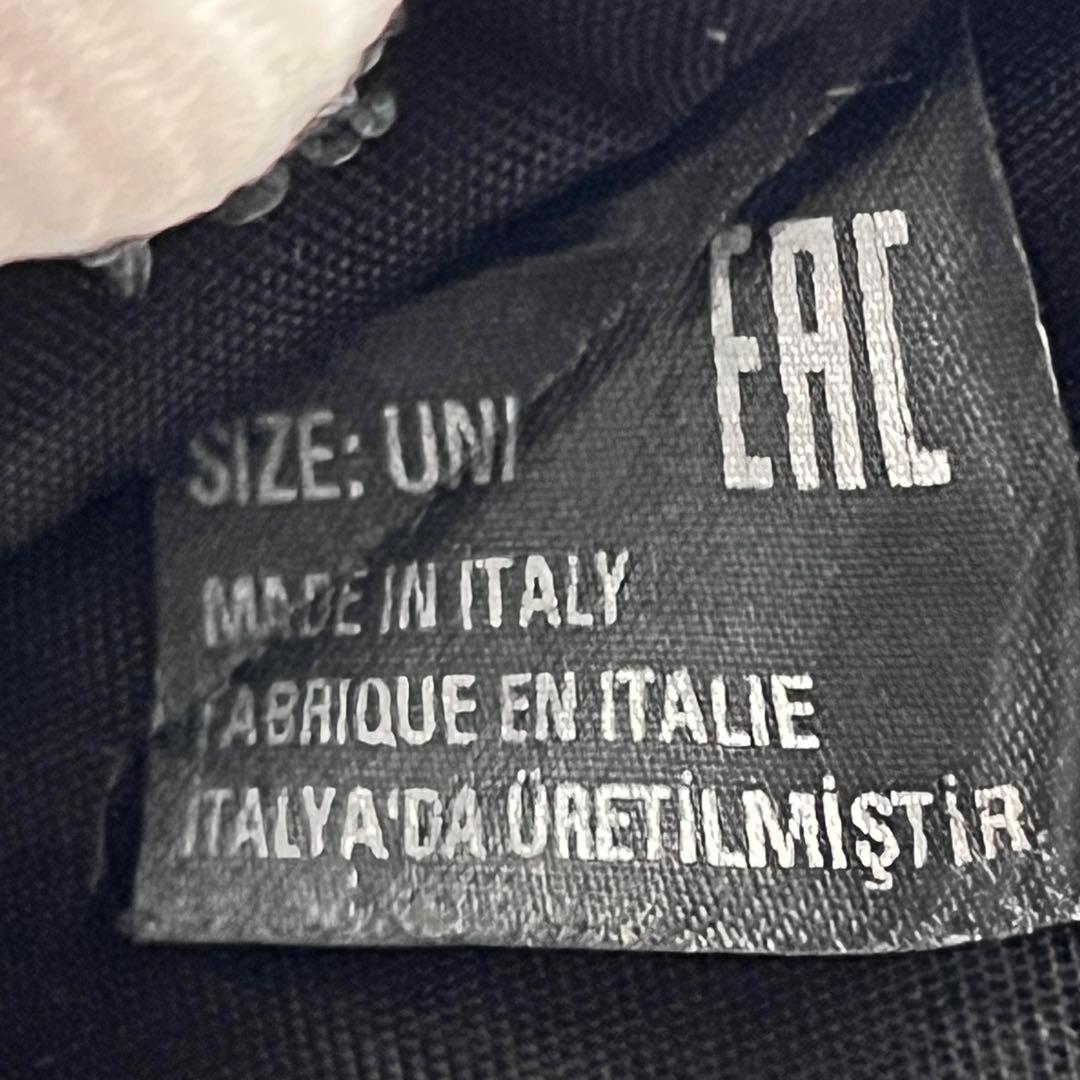 EAC
SIZE: UNI
MADE IN ITALY
FABRIQUE EN ITALIE
ITALYA'DA ÜRETİLMİŞTİR